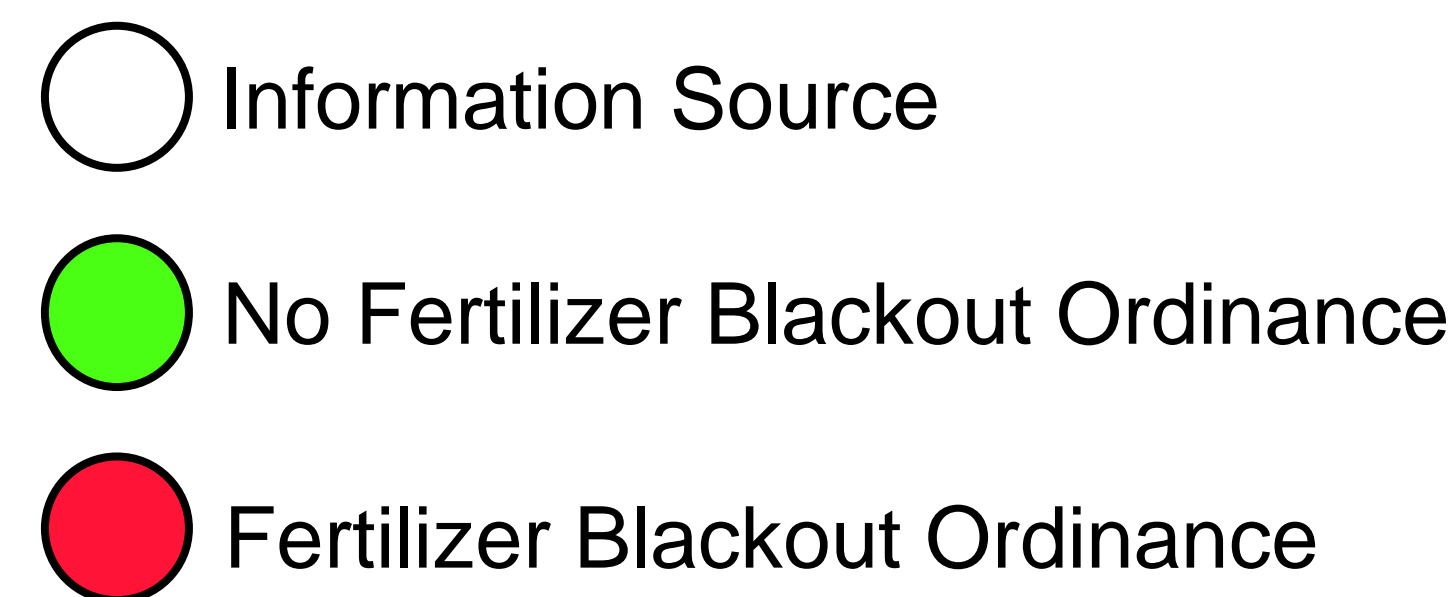 Information Source
No Fertilizer Blackout Ordinance
Fertilizer Blackout Ordinance